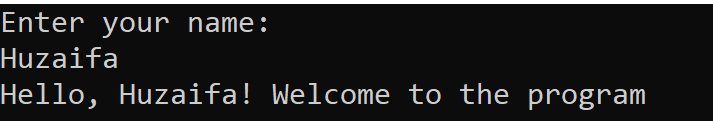 Enter your name:
Huzaifa
Hello, Huzaifa! Welcome to the program